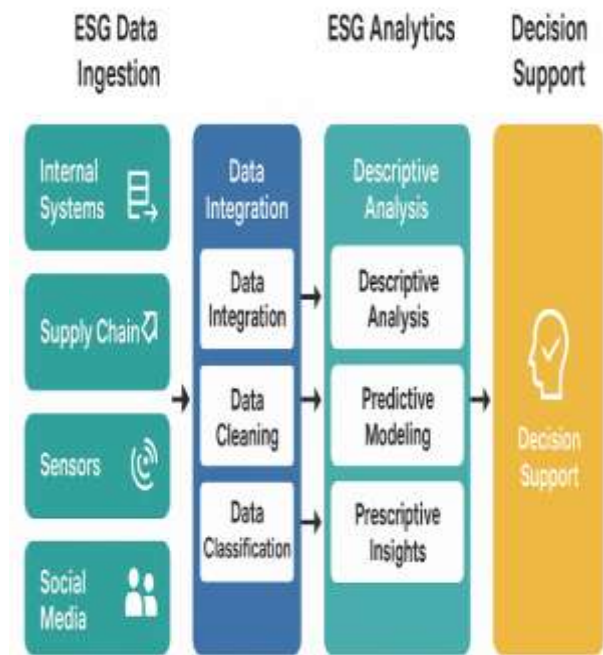 ESG Data
Ingestion
ESG Analytics
Decision
Support
Internal
Systems
Supply Chain
Sensors
Social
Media
Data
Integration
Data
Integration
Data
Cleaning
Data
Classification
Descriptive
Analysis
Descriptive
Analysis
Predictive
Modeling
Prescriptive
Insights
Decision
Support